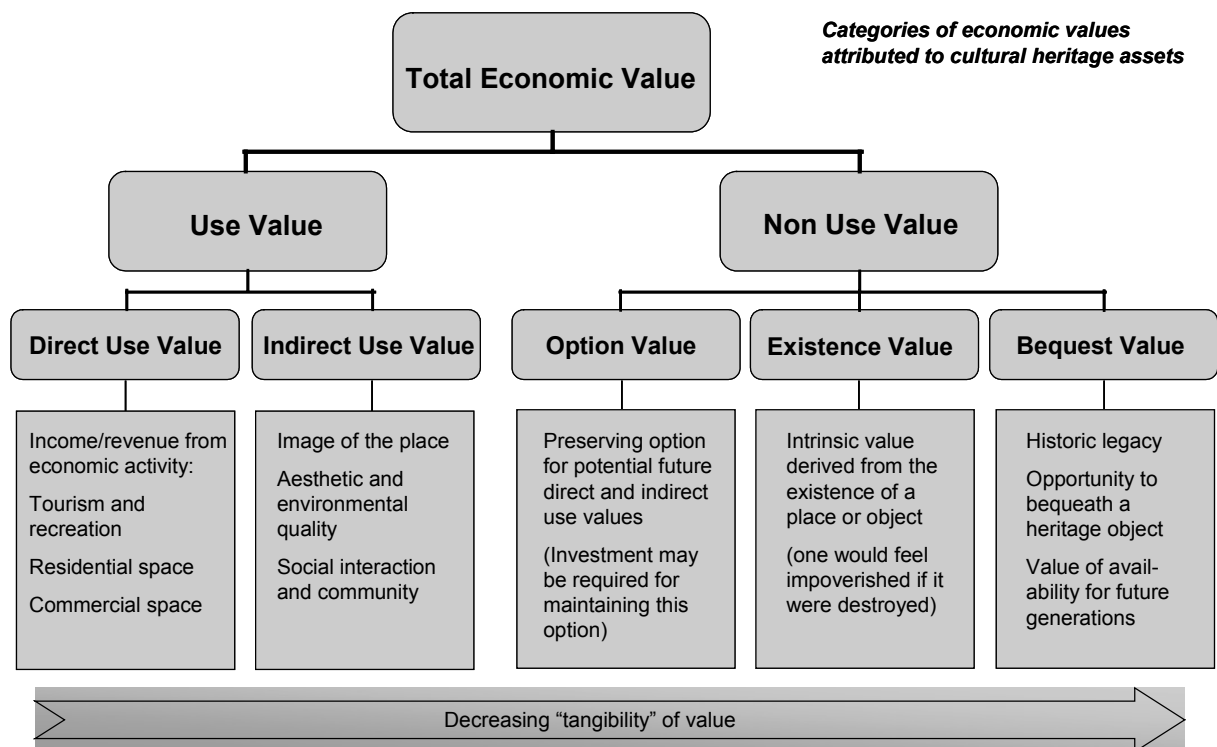 Categories of economic values
attributed to cultural heritage assets
Total Economic Value
Use Value
Non Use Value
Direct Use Value
Indirect Use Value
Option Value
Existence Value
Bequest Value
Income/revenue from
economic activity:
Tourism and
recreation
Residential space
Commercial space
Image of the place
Aesthetic and
environmental
quality
Social interaction
and community
Preserving option
for potential future
direct and indirect
use values
(Investment may
be required for
maintaining this
option)
Intrinsic value
derived from the
existence of a
place or object
(one would feel
impoverished if it
were destroyed)
Historic legacy
Opportunity to
bequeath a
heritage object
Value of avail-
ability for future
generations
Decreasing “tangibility” of value